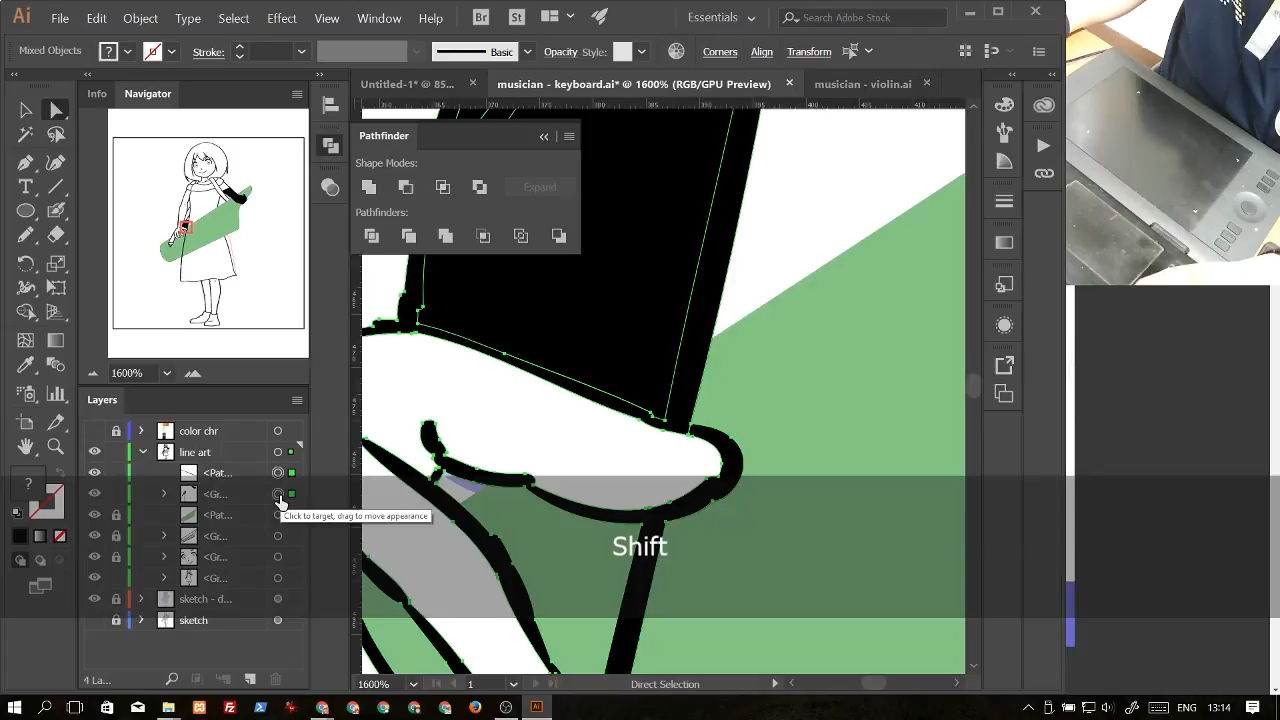 Ai File Edit Object Type Select Effect View Window Help Br St Essentials Search Adobe Stock
Mixed Objects ? Stroke: Basic Opacity Style: Corners Align Transform
Info Navigator Untitled-1* @ 85... musician - keyboard.ai* @ 1600% (RGB/GPU Preview) musician - violin.ai
Pathfinder
Shape Modes:
Expand
Pathfinders:
1600%
Layers
color chr
line art
<Pat...
<Gr...
Click to target, drag to move appearance
<Pat...
<Gr...
<Gr...
<Gr...
sketch - d...
sketch
Shift
4 La...
1600% 1 Direct Selection
ENG 13:14